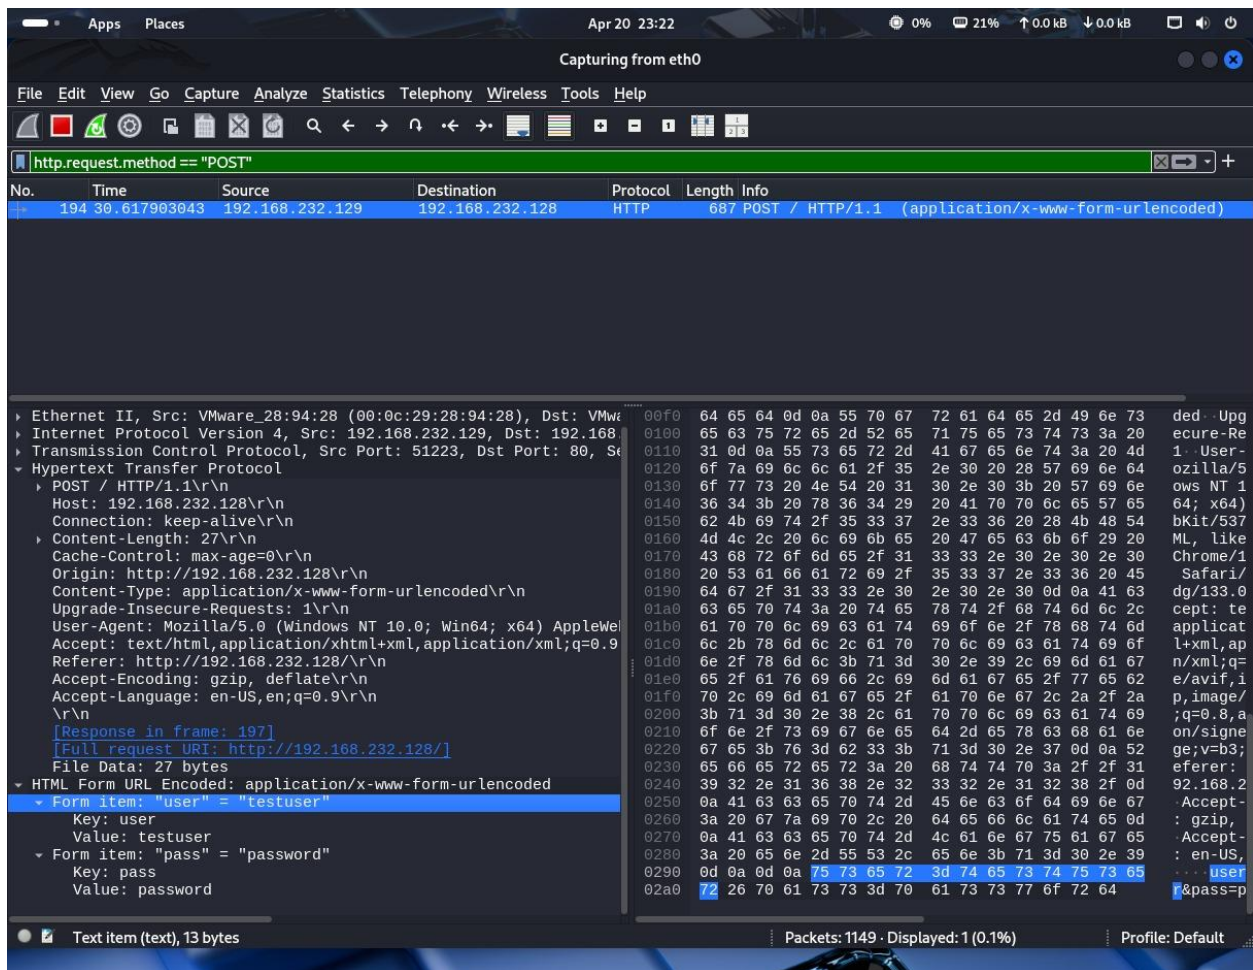 Apps Places Apr 20 23:22 0% 21% ↑ 0.0 kB ↓ 0.0 kB
Capturing from eth0
File Edit View Go Capture Analyze Statistics Telephony Wireless Tools Help
http.request.method == "POST"
No. Time Source Destination Protocol Length Info
194 30.617903043 192.168.232.129 192.168.232.128 HTTP 687 POST / HTTP/1.1 (application/x-www-form-urlencoded)
Ethernet II, Src: VMware_28:94:28 (00:0c:29:28:94:28), Dst: VMwa
Internet Protocol Version 4, Src: 192.168.232.129, Dst: 192.168.
Transmission Control Protocol, Src Port: 51223, Dst Port: 80, Se
Hypertext Transfer Protocol
POST / HTTP/1.1\r\n
Host: 192.168.232.128\r\n
Connection: keep-alive\r\n
Content-Length: 27\r\n
Cache-Control: max-age=0\r\n
Origin: http://192.168.232.128\r\n
Content-Type: application/x-www-form-urlencoded\r\n
Upgrade-Insecure-Requests: 1\r\n
User-Agent: Mozilla/5.0 (Windows NT 10.0; Win64; x64) AppleWe
Accept: text/html,application/xhtml+xml,application/xml;q=0.9
Referer: http://192.168.232.128/\r\n
Accept-Encoding: gzip, deflate\r\n
Accept-Language: en-US,en;q=0.9\r\n
\r\n
[Response in frame: 197]
[Full request URI: http://192.168.232.128/]
File Data: 27 bytes
HTML Form URL Encoded: application/x-www-form-urlencoded
Form item: "user" = "testuser"
Key: user
Value: testuser
Form item: "pass" = "password"
Key: pass
Value: password
00f0 64 65 64 0d 0a 55 70 67 72 61 64 65 2d 49 6e 73 ded··Upg
0100 65 63 75 72 65 2d 52 65 71 75 65 73 74 73 3a 20 ecure-Re
0110 31 0d 0a 55 73 65 72 2d 41 67 65 6e 74 3a 20 4d 1··User-
0120 6f 7a 69 6c 6c 61 2f 35 2e 30 20 28 57 69 6e 64 ozilla/5
0130 6f 77 73 20 4e 54 20 31 30 2e 30 3b 20 57 69 6e ows NT 1
0140 36 34 3b 20 78 36 34 29 20 41 70 70 6c 65 57 65 64; x64)
0150 62 4b 69 74 2f 35 33 37 2e 33 36 20 28 4b 48 54 bKit/537
0160 4d 4c 2c 20 6c 69 6b 65 20 47 65 63 6b 6f 29 20 ML, like
0170 43 68 72 6f 6d 65 2f 31 33 33 2e 30 2e 30 2e 30 Chrome/1
0180 20 53 61 66 61 72 69 2f 35 33 37 2e 33 36 20 45 Safari/
0190 64 67 2f 31 33 33 2e 30 2e 30 2e 30 0d 0a 41 63 dg/133.0
01a0 63 65 70 74 3a 20 74 65 78 74 2f 68 74 6d 6c 2c cept: te
01b0 61 70 70 6c 69 63 61 74 69 6f 6e 2f 78 68 74 6d applicat
01c0 6c 2b 78 6d 6c 2c 61 70 70 6c 69 63 61 74 69 6f l+xml,ap
01d0 6e 2f 78 6d 6c 3b 71 3d 30 2e 39 2c 69 6d 61 67 n/xml;q=
01e0 65 2f 61 76 69 66 2c 69 6d 61 67 65 2f 77 65 62 e/avif,i
01f0 70 2c 69 6d 61 67 65 2f 61 70 6e 67 2c 2a 2f 2a p,image/
0200 3b 71 3d 30 2e 38 2c 61 70 70 6c 69 63 61 74 69 ;q=0.8,a
0210 6f 6e 2f 73 69 67 6e 65 64 2d 65 78 63 68 61 6e on/signe
0220 67 65 3b 76 3d 62 33 3b 71 3d 30 2e 37 0d 0a 52 ge;v=b3;
0230 65 66 65 72 65 72 3a 20 68 74 74 70 3a 2f 2f 31 eferer:
0240 39 32 2e 31 36 38 2e 32 33 32 2e 31 32 38 2f 0d 92.168.2
0250 0a 41 63 63 65 70 74 2d 45 6e 63 6f 64 69 6e 67 ·Accept-
0260 3a 20 67 7a 69 70 2c 20 64 65 66 6c 61 74 65 0d : gzip,
0270 0a 41 63 63 65 70 74 2d 4c 61 6e 67 75 61 67 65 ·Accept-
0280 3a 20 65 6e 2d 55 53 2c 65 6e 3b 71 3d 30 2e 39 : en-US,
0290 0d 0a 0d 0a 75 73 65 72 3d 74 65 73 74 75 73 65 ····user
02a0 72 26 70 61 73 73 3d 70 61 73 73 77 6f 72 64 r&pass=p
Text item (text), 13 bytes Packets: 1149 · Displayed: 1 (0.1%) Profile: Default